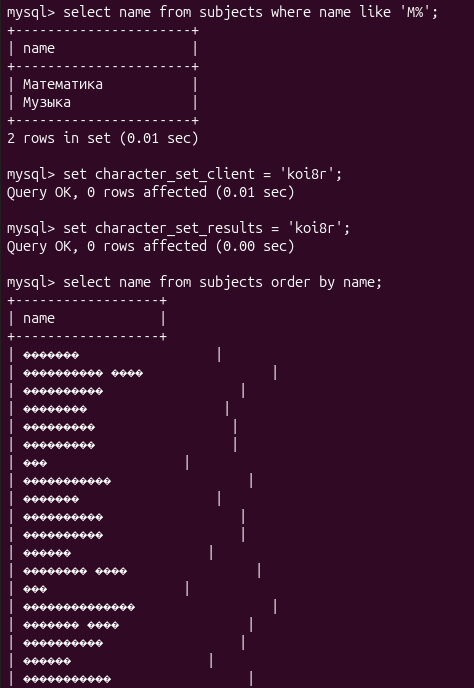 mysql> select name from subjects where name like 'М%';
+----------------------+
| name                 |
+----------------------+
| Математика           |
| Музыка               |
+----------------------+
2 rows in set (0.01 sec)
mysql> set character_set_client = 'koi8r';
Query OK, 0 rows affected (0.01 sec)
mysql> set character_set_results = 'koi8r';
Query OK, 0 rows affected (0.00 sec)
mysql> select name from subjects order by name;
+------------------+
| name             |
+------------------+
| �������                 |
| ���������� ����                |
| ����������                 |
| ��������                 |
| ���������                 |
| ���������                 |
| ���                 |
| �����������                 |
| �������                 |
| ����������                 |
| ����������                 |
| ������                 |
| �������� ����                |
| ���                 |
| ��������������                 |
| ������� ����                |
| ����������                 |
| ������                 |
| �����������                 |